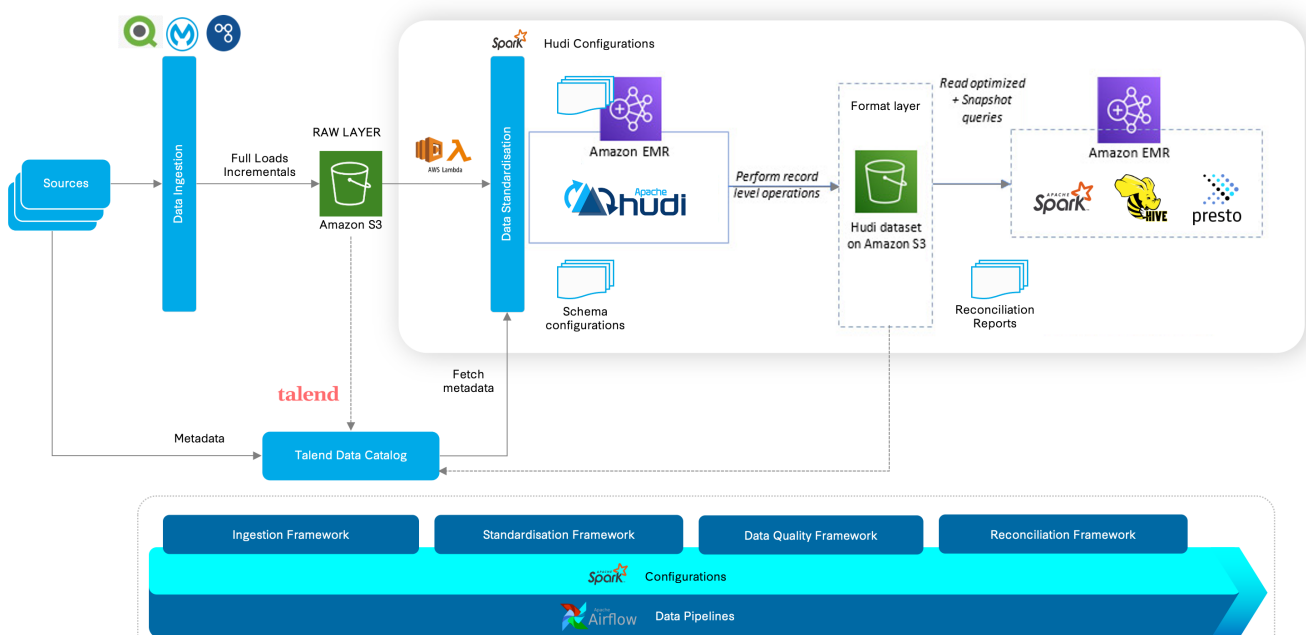 Spark
Hudi Configurations
Sources
Data Ingestion
Full Loads
Incrementals
RAW LAYER
Amazon S3
AWS Lambda
Data Standardisation
Amazon EMR
Apache
hudi
Schema
configurations
Perform record
level operations
Format layer
Hudi dataset
on Amazon S3
Read optimized
+ Snapshot
queries
Amazon EMR
APACHE
Spark
HIVE
presto
Reconciliation
Reports
Fetch
metadata
talend
Metadata
Talend Data Catalog
Ingestion Framework
Standardisation Framework
Data Quality Framework
Reconciliation Framework
APACHE
Spark
Configurations
Apache
Airflow
Data Pipelines